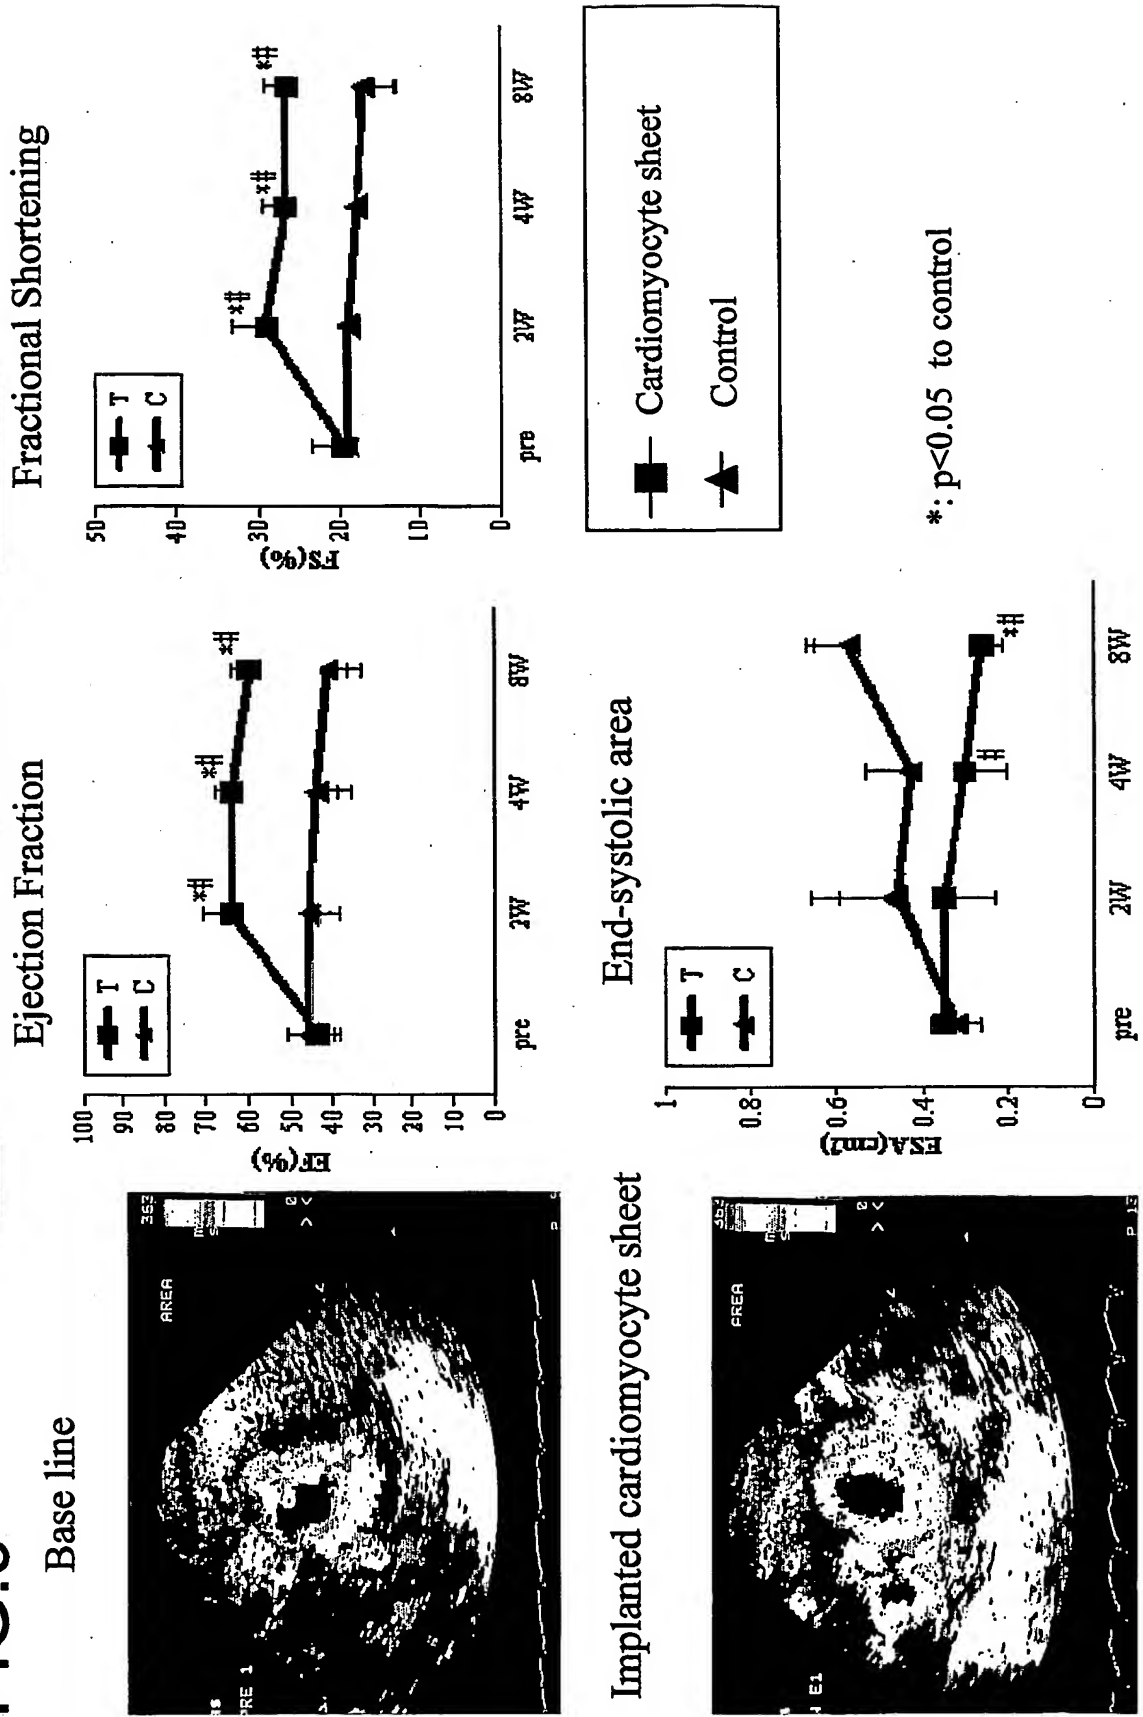 Base line
Ejection Fraction
Fractional Shortening
AREA
363
PRE 1
EF(%)
100
90
80
70
60
50
40
30
20
10
0
T
C
*#
*#
*#
pre
2W
4W
8W
FS(%)
50
40
30
20
10
0
T
C
*#
*#
*#
pre
2W
4W
8W
Implanted cardiomyocyte sheet
End-systolic area
AREA
E1
ESA(cm²)
1
0.8
0.6
0.4
0.2
0
T
C
#
*#
pre
2W
4W
8W
Cardiomyocyte sheet
Control
*: p<0.05 to control